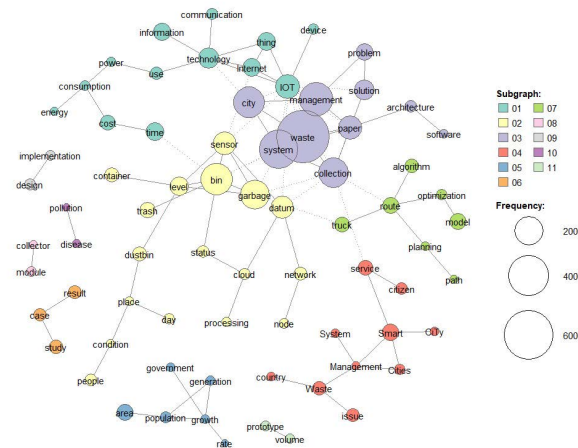 communication
information
device
thing
problem
technology
power
Internet
use
IOT
solution
consumption
city
management
architecture
energy
cost
time
waste
paper
software
sensor
system
implementation
container
bin
collection
algorithm
level
design
garbage
optimization
pollution
trash
datum
route
model
truck
collector
disease
dustbin
status
planning
module
cloud
network
service
path
citizen
result
place
case
day
processing
node
System
Smart
CiTy
study
condition
people
government
Management
Cities
generation
country
Waste
area
population
growth
issue
prototype
rate
volume
Subgraph:
01 07
02 08
03 09
04 10
05 11
06
Frequency:
200
400
600